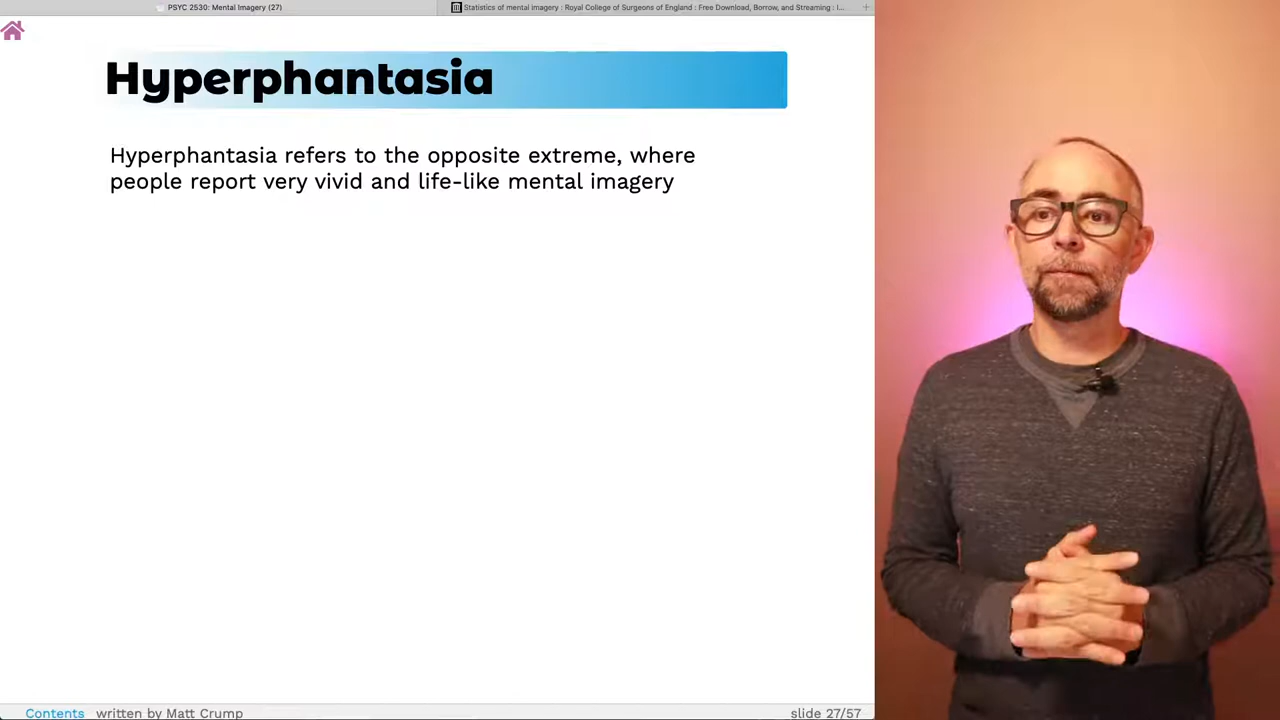 PSYC 2530: Mental Imagery (27)
Statistics of mental imagery : Royal College of Surgeons of England : Free Download, Borrow, and Streaming : I...
Hyperphantasia
Hyperphantasia refers to the opposite extreme, where
people report very vivid and life-like mental imagery
Contents written by Matt Crump
slide 27/57